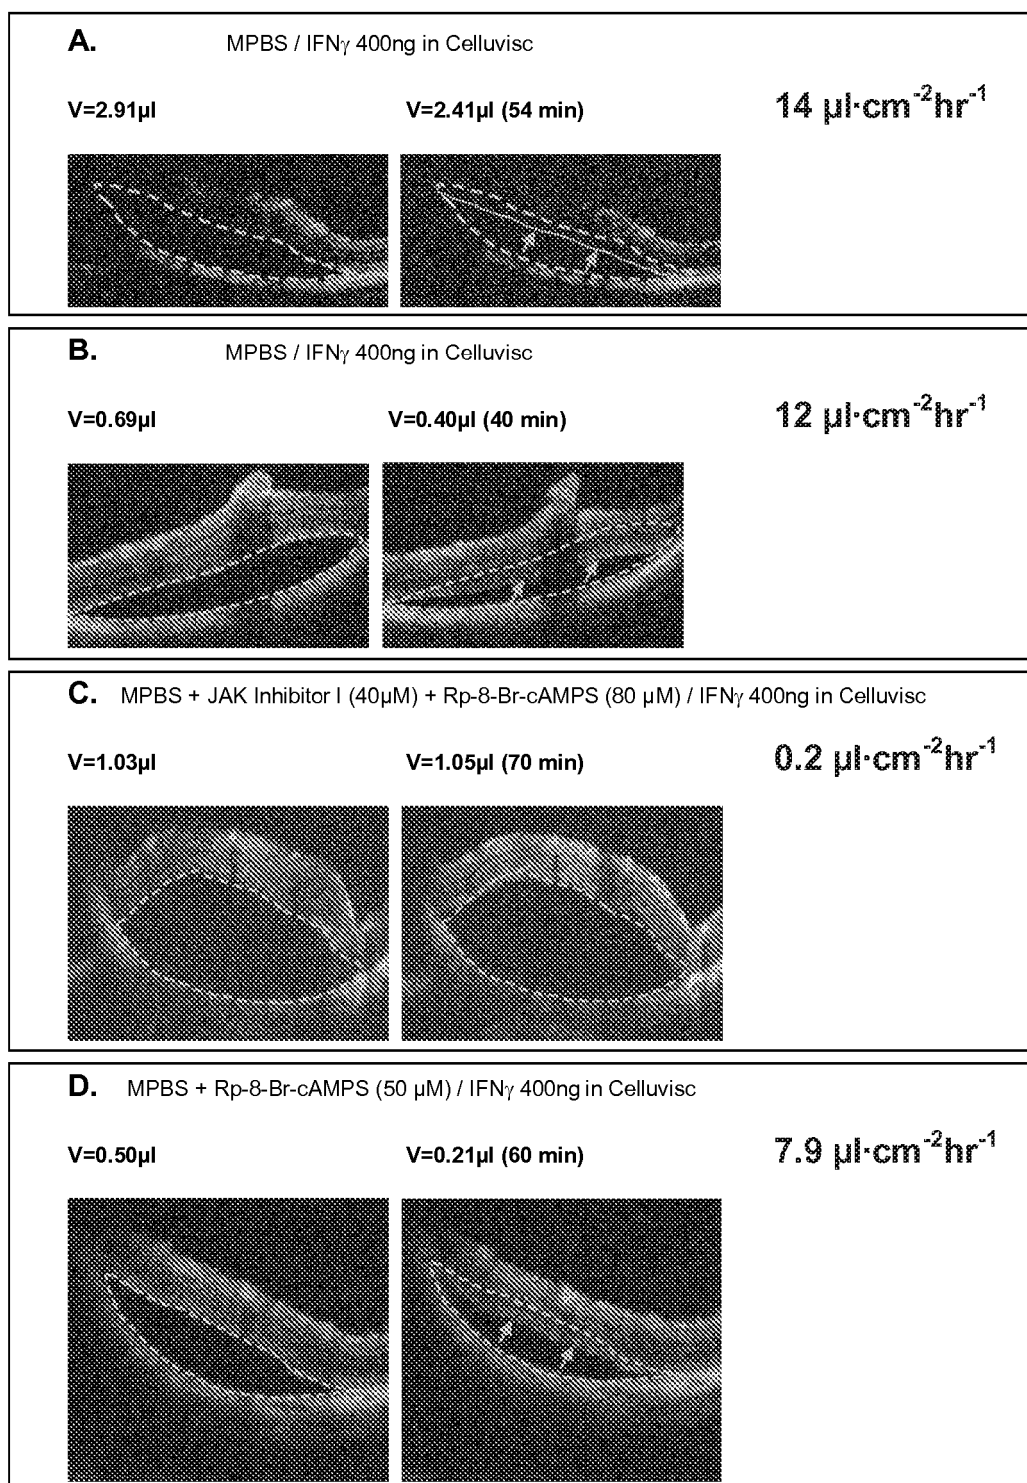 A. MPBS / IFNγ 400ng in Celluvisc
V=2.91µl V=2.41µl (54 min) 14 µl·cm⁻²hr⁻¹
B. MPBS / IFNγ 400ng in Celluvisc
V=0.69µl V=0.40µl (40 min) 12 µl·cm⁻²hr⁻¹
C. MPBS + JAK Inhibitor I (40µM) + Rp-8-Br-cAMPS (80 µM) / IFNγ 400ng in Celluvisc
V=1.03µl V=1.05µl (70 min) 0.2 µl·cm⁻²hr⁻¹
D. MPBS + Rp-8-Br-cAMPS (50 µM) / IFNγ 400ng in Celluvisc
V=0.50µl V=0.21µl (60 min) 7.9 µl·cm⁻²hr⁻¹